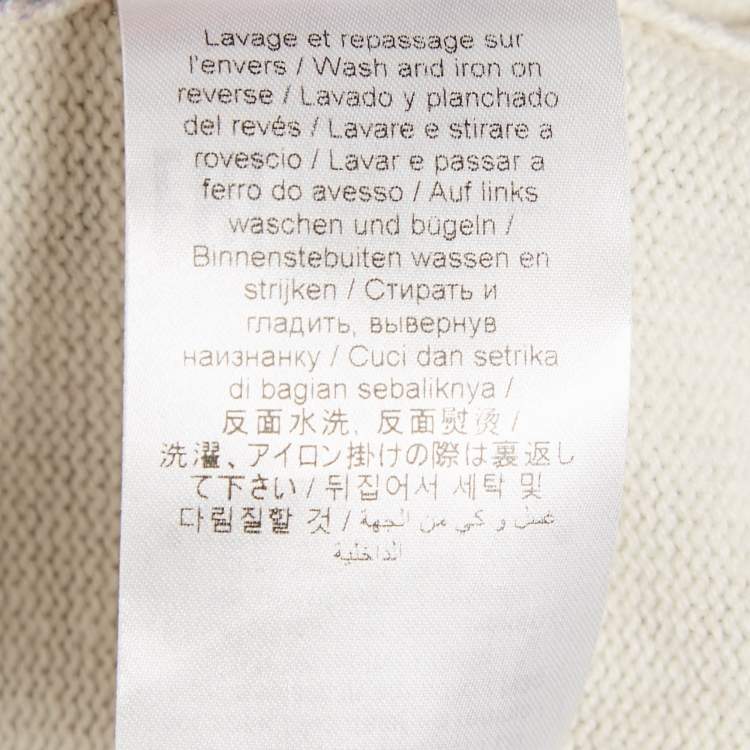 Lavage et repassage sur
l'envers / Wash and iron on
reverse / Lavado y planchado
del revés / Lavare e stirare a
rovescio / Lavar e passar a
ferro do avesso / Auf links
waschen und bügeln /
Binnenstebuiten wassen en
strijken / Стирать и
гладить, вывернув
наизнанку / Cuci dan setrika
di bagian sebaliknya /
反面水洗, 反面熨烫 /
洗濯、アイロン掛けの際は裏返し
て下さい / 뒤집어서 세탁 및
다림질할 것 / غسل و كي من الجهة
الداخلية